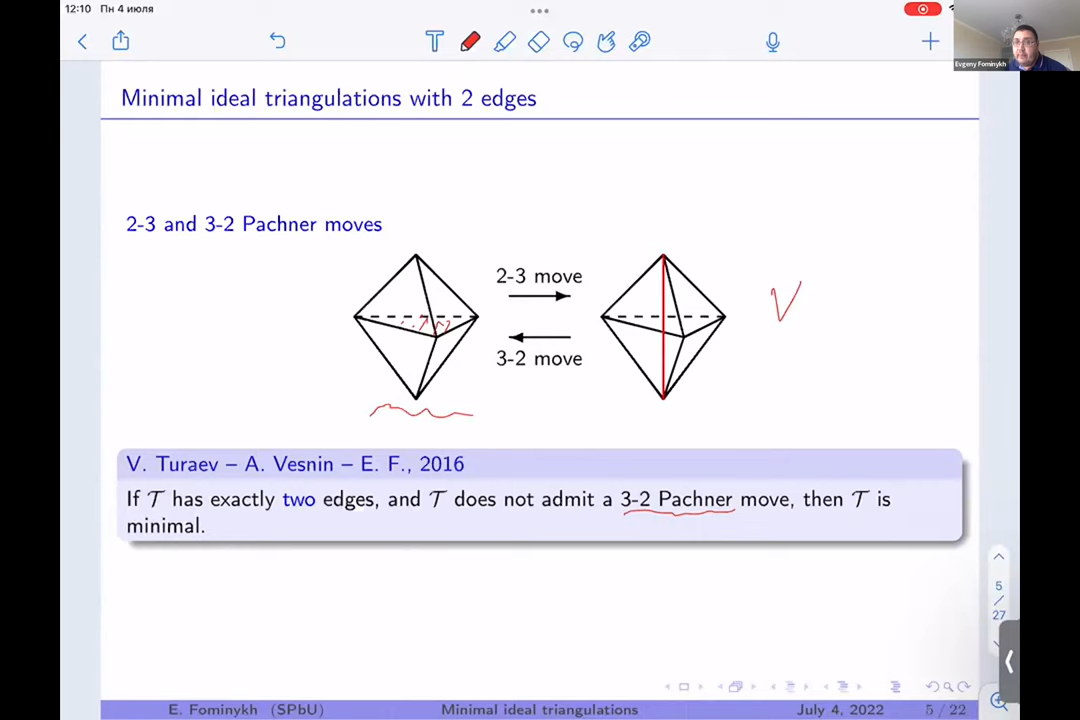 12:10 Пн 4 июля
T
Evgeny Fominykh
Minimal ideal triangulations with 2 edges
2-3 and 3-2 Pachner moves
2-3 move
3-2 move
V
V. Turaev – A. Vesnin – E. F., 2016
If 𝒯 has exactly two edges, and 𝒯 does not admit a 3-2 Pachner move, then 𝒯 is
minimal.
5
/
27
E. Fominykh (SPbU) Minimal ideal triangulations July 4, 2022 5 / 22